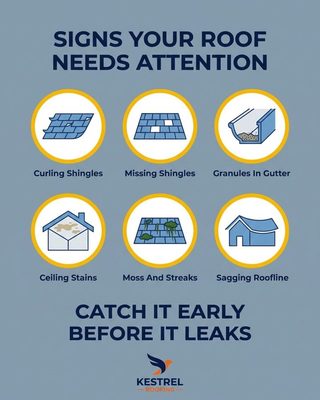 SIGNS YOUR ROOF
NEEDS ATTENTION
Curling Shingles
Missing Shingles
Granules In Gutter
Ceiling Stains
Moss And Streaks
Sagging Roofline
CATCH IT EARLY
BEFORE IT LEAKS
KESTREL
ROOFING